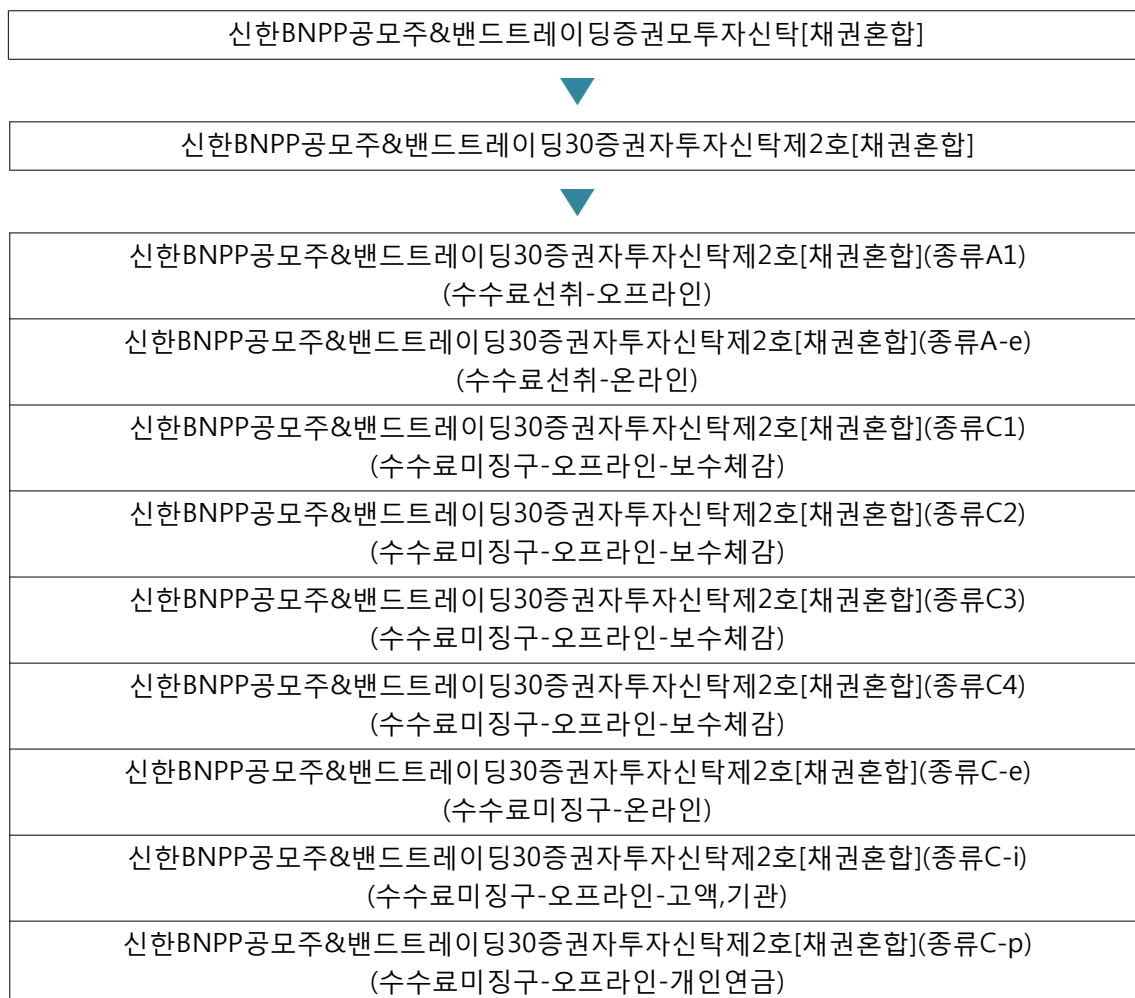 신한BNPP공모주&밴드트레이딩증권모투자신탁[채권혼합]
신한BNPP공모주&밴드트레이딩30증권자투자신탁제2호[채권혼합]
신한BNPP공모주&밴드트레이딩30증권자투자신탁제2호[채권혼합](종류A1)
(수수료선취-오프라인)
신한BNPP공모주&밴드트레이딩30증권자투자신탁제2호[채권혼합](종류A-e)
(수수료선취-온라인)
신한BNPP공모주&밴드트레이딩30증권자투자신탁제2호[채권혼합](종류C1)
(수수료미징구-오프라인-보수체감)
신한BNPP공모주&밴드트레이딩30증권자투자신탁제2호[채권혼합](종류C2)
(수수료미징구-오프라인-보수체감)
신한BNPP공모주&밴드트레이딩30증권자투자신탁제2호[채권혼합](종류C3)
(수수료미징구-오프라인-보수체감)
신한BNPP공모주&밴드트레이딩30증권자투자신탁제2호[채권혼합](종류C4)
(수수료미징구-오프라인-보수체감)
신한BNPP공모주&밴드트레이딩30증권자투자신탁제2호[채권혼합](종류C-e)
(수수료미징구-온라인)
신한BNPP공모주&밴드트레이딩30증권자투자신탁제2호[채권혼합](종류C-i)
(수수료미징구-오프라인-고액,기관)
신한BNPP공모주&밴드트레이딩30증권자투자신탁제2호[채권혼합](종류C-p)
(수수료미징구-오프라인-개인연금)